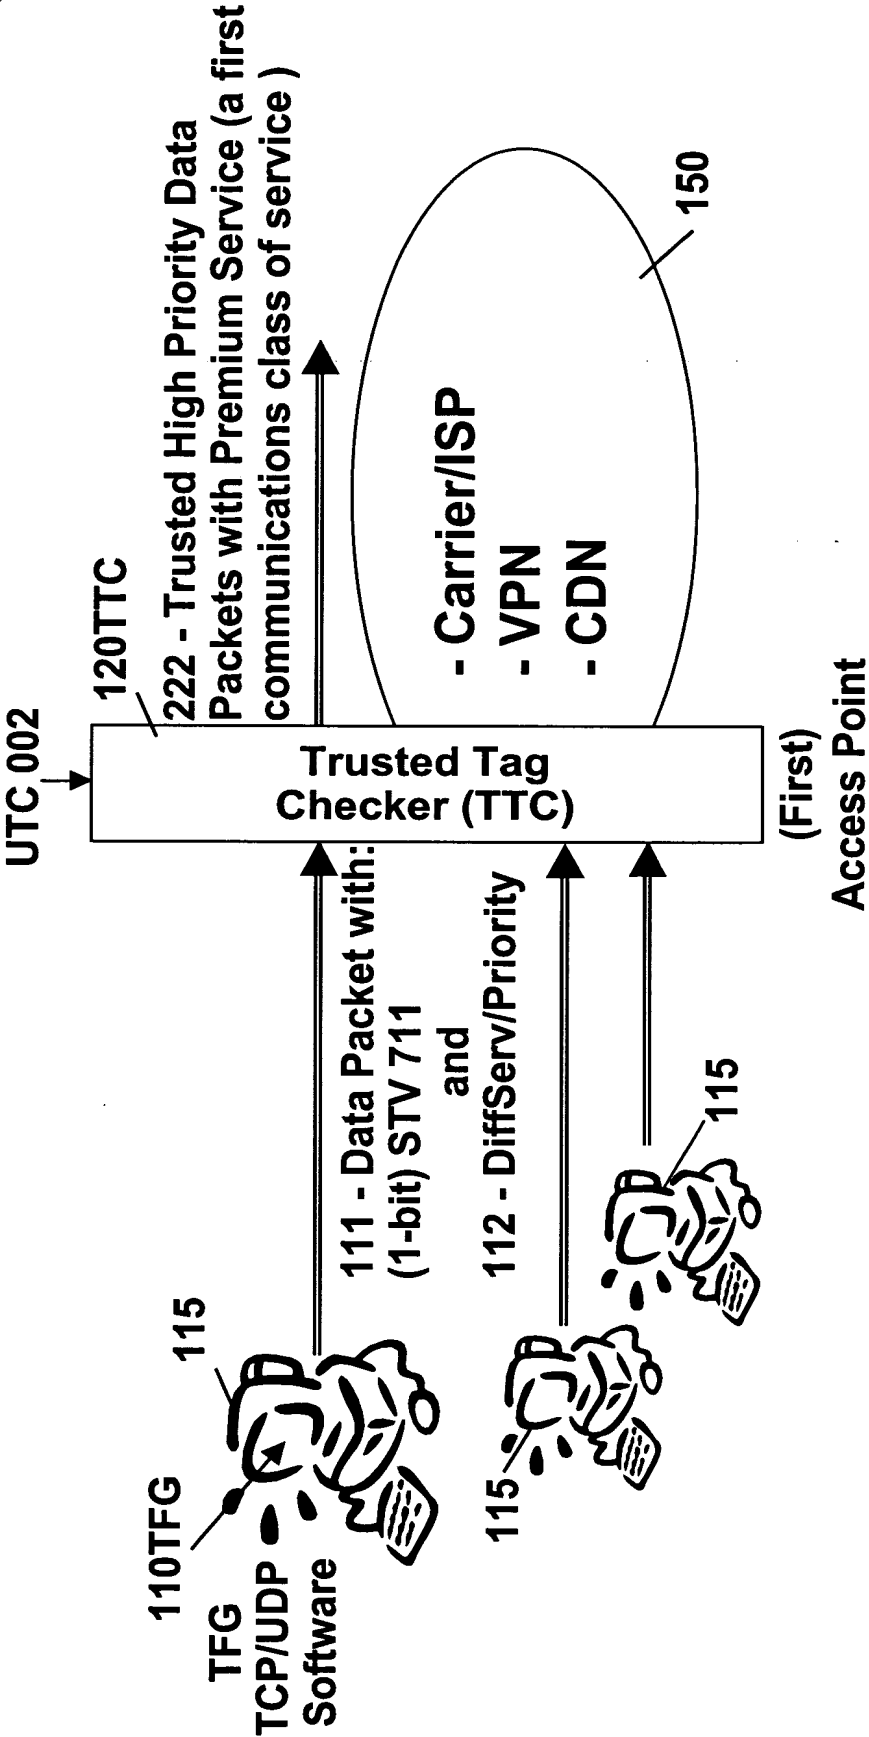 UTC 002
120TTC
222 - Trusted High Priority Data
Packets with Premium Service (a first
communications class of service )
115
110TFG
TFG
TCP/UDP
Software
111 - Data Packet with:
(1-bit) STV 711
and
112 - DiffServ/Priority
Trusted Tag
Checker (TTC)
- Carrier/ISP
- VPN
- CDN
150
115
115
(First)
Access Point